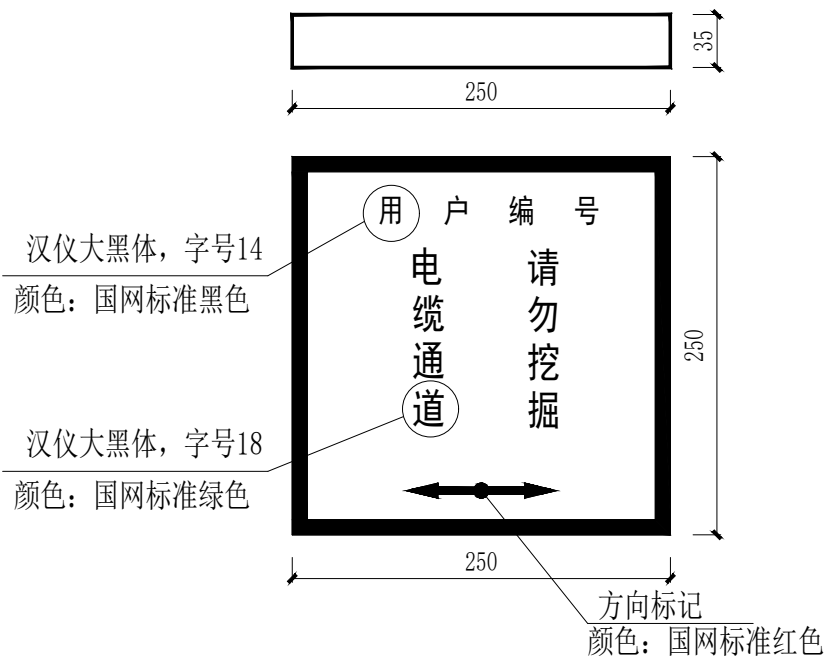 35
250
用户编号
汉仪大黑体，字号14
颜色：国网标准黑色
电缆通道
请勿挖掘
250
汉仪大黑体，字号18
颜色：国网标准绿色
250
方向标记
颜色：国网标准红色